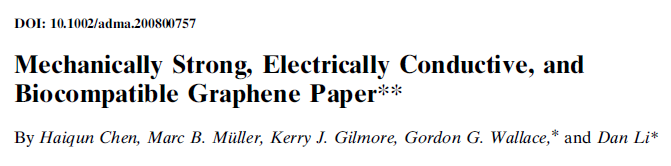 DOI: 10.1002/adma.200800757
Mechanically Strong, Electrically Conductive, and
Biocompatible Graphene Paper**
By Haiqun Chen, Marc B. Müller, Kerry J. Gilmore, Gordon G. Wallace,* and Dan Li*